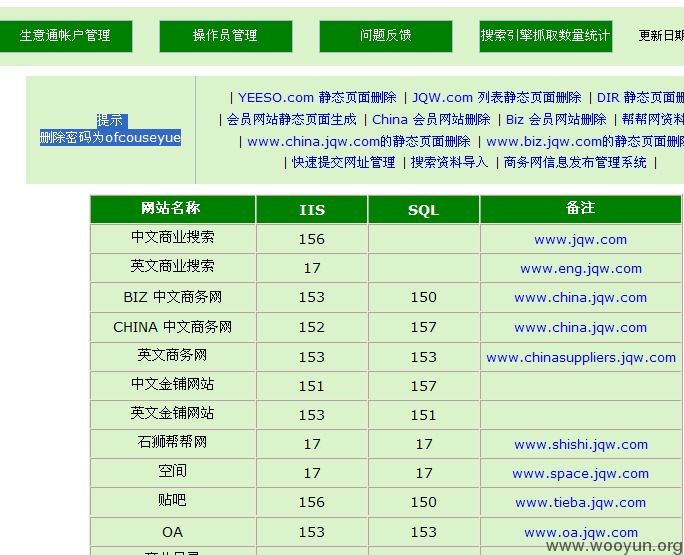 生意通帐户管理 操作员管理 问题反馈 搜索引擎抓取数量统计 更新日期
提示
删除密码为ofcouseyue
| YEESO.com 静态页面删除 | JQW.com 列表静态页面删除 | DIR 静态页面删
| 会员网站静态页面生成 | China 会员网站删除 | Biz 会员网站删除 | 帮帮网资料
| www.china.jqw.com的静态页面删除 | www.biz.jqw.com的静态页面删除
| 快速提交网址管理 | 搜索资料导入 | 商务网信息发布管理系统 |
网站名称 IIS SQL 备注
中文商业搜索 156 www.jqw.com
英文商业搜索 17 www.eng.jqw.com
BIZ 中文商务网 153 150 www.china.jqw.com
CHINA 中文商务网 152 157 www.china.jqw.com
英文商务网 153 153 www.chinasuppliers.jqw.com
中文金铺网站 151 157
英文金铺网站 153 151
石狮帮帮网 17 17 www.shishi.jqw.com
空间 17 17 www.space.jqw.com
贴吧 156 150 www.tieba.jqw.com
OA 153 153 www.oa.jqw.com
www.wooyun.org